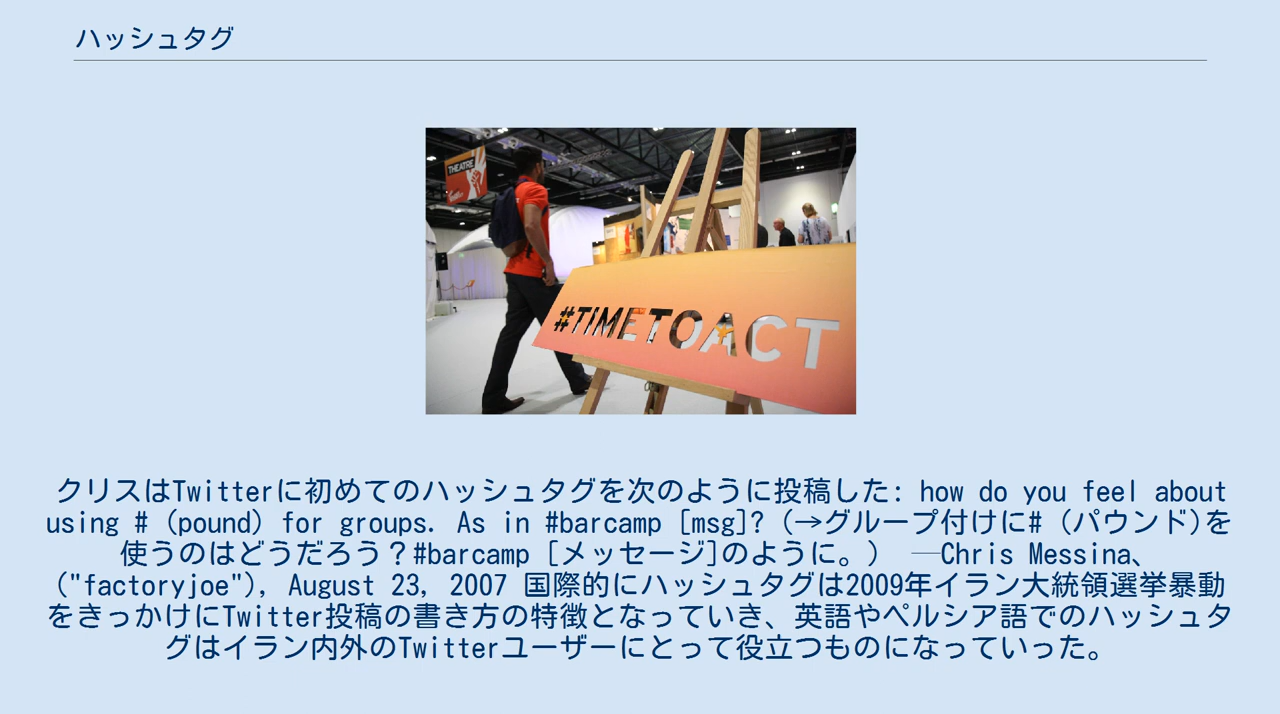 ハッシュタグ
THEATRE
#TIMETOACT
クリスはTwitterに初めてのハッシュタグを次のように投稿した: how do you feel about
using # (pound) for groups. As in #barcamp [msg]? (→グループ付けに# (パウンド)を
使うのはどうだろう？#barcamp [メッセージ]のように。） —Chris Messina、
("factoryjoe"), August 23, 2007 国際的にハッシュタグは2009年イラン大統領選挙暴動
をきっかけにTwitter投稿の書き方の特徴となっていき、英語やペルシア語でのハッシュタ
グはイラン内外のTwitterユーザーにとって役立つものになっていった。